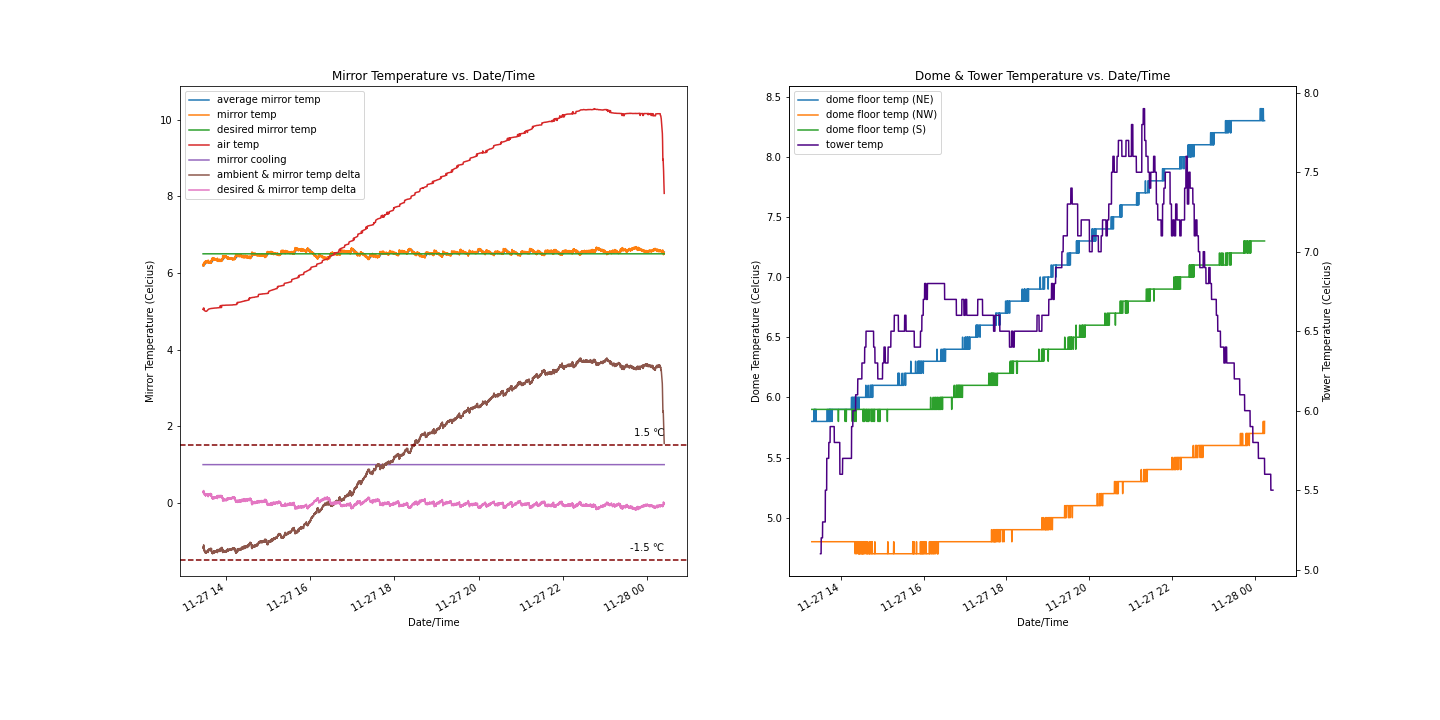 Mirror Temperature vs. Date/Time
average mirror temp
mirror temp
desired mirror temp
air temp
mirror cooling
ambient & mirror temp delta
desired & mirror temp delta
10
8
6
4
2
0
Mirror Temperature (Celcius)
1.5 °C
-1.5 °C
11-27 14
11-27 16
11-27 18
11-27 20
11-27 22
11-28 00
Date/Time
Dome & Tower Temperature vs. Date/Time
dome floor temp (NE)
dome floor temp (NW)
dome floor temp (S)
tower temp
8.5
8.0
7.5
7.0
6.5
6.0
5.5
5.0
Dome Temperature (Celcius)
8.0
7.5
7.0
6.5
6.0
5.5
5.0
Tower Temperature (Celcius)
11-27 14
11-27 16
11-27 18
11-27 20
11-27 22
11-28 00
Date/Time